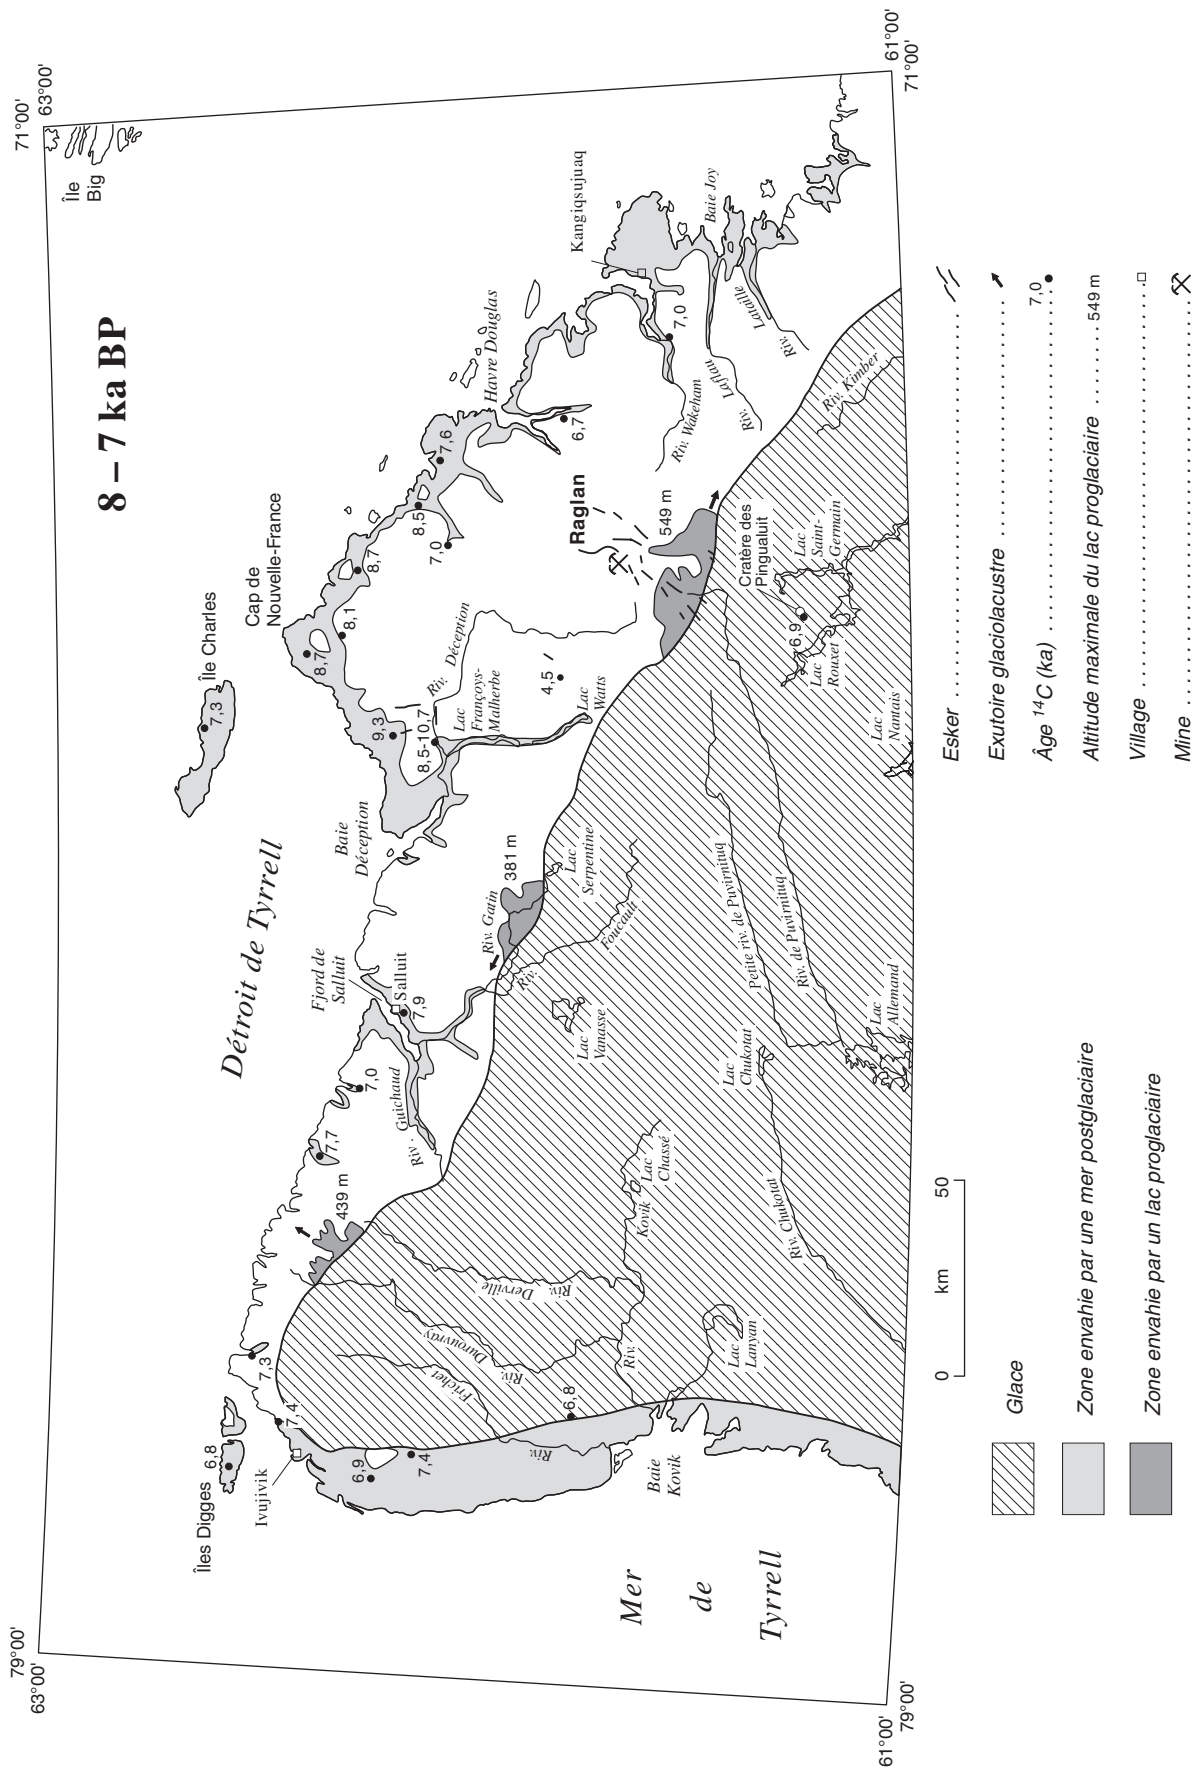 8 – 7 ka BP
79°00'
63°00'
71°00'
63°00'
61°00'
79°00'
61°00'
71°00'
Île
Big
Île Charles
7,3
Cap de
Nouvelle-France
8,7
8,1
8,7
8,5
7,0
7,6
Havre Douglas
6,7
Kangiqsujuaq
7,0
Baie Joy
Riv. Wakeham
Riv. Laflau
Riv. Lataille
Riv. Kimber
Détroit de Tyrrell
Baie
Déception
9,3
8,5-10,7
Riv. Déception
Lac
Françoys-
Malherbe
4,5
Lac
Watts
Raglan
549 m
Cratère des
Pingualuit
6,9
Lac
Rouxet
Lac
Saint-
Germain
Lac
Nantais
Fjord de
Salluit
Salluit
7,9
Riv. Gatin
381 m
Lac
Serpentine
Riv. Foucault
Lac
Vanasse
Petite riv. de Puvirnituq
Riv. de Puvirnituq
Lac
Allemand
Lac
Chukotat
Riv. Chukotat
7,0
7,7
Riv. Guichaud
439 m
Îles Digges
6,8
Ivujivik
7,4
7,3
6,9
7,4
6,8
Riv. Frichet
Riv. Durouvray
Riv. Derville
Riv. Kovik
Lac
Chassé
Lac
Lanyan
Baie
Kovik
Mer
de
Tyrrell
0 km 50
Glace
Zone envahie par une mer postglaciaire
Zone envahie par un lac proglaciaire
Esker
Exutoire glaciolacustre
Âge 14C (ka) 7,0
Altitude maximale du lac proglaciaire 549 m
Village
Mine